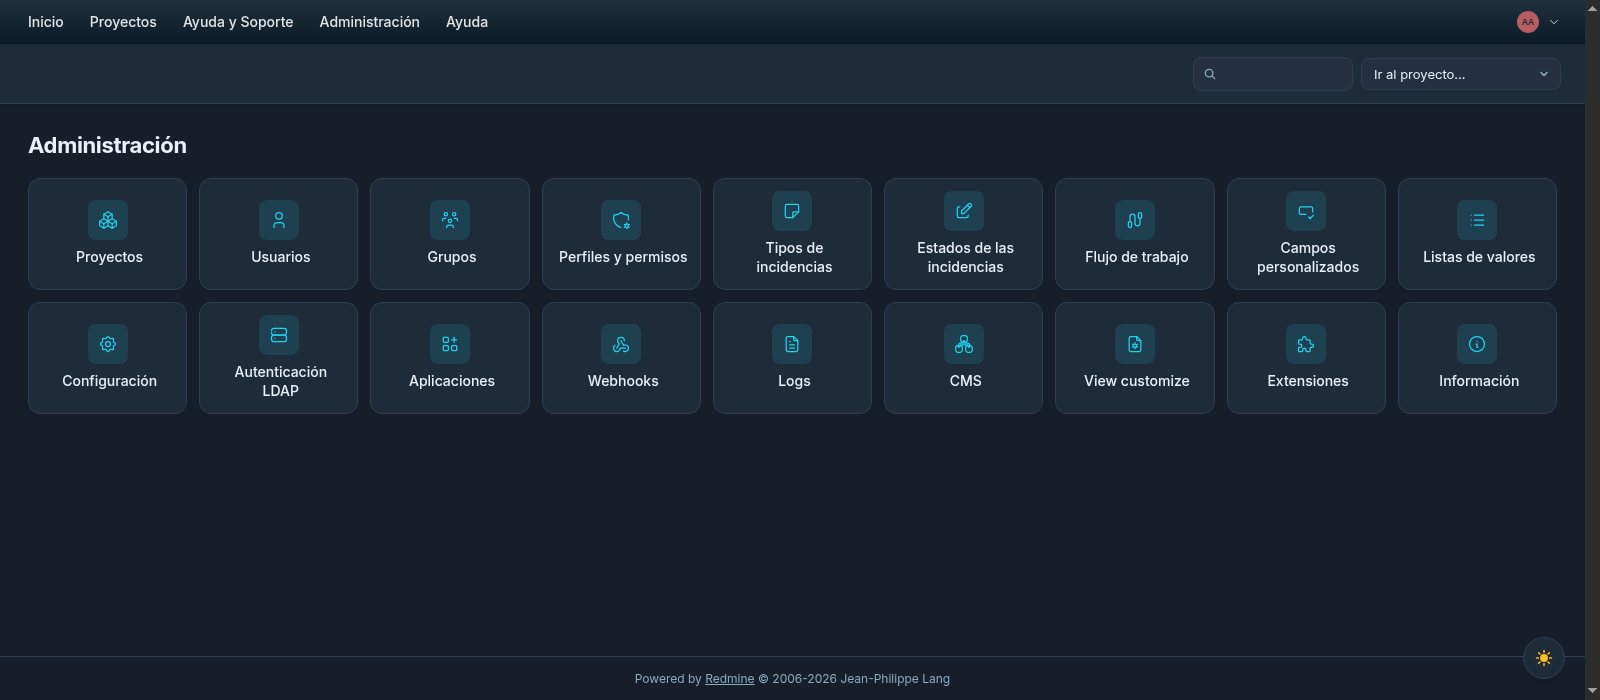 Inicio Proyectos Ayuda y Soporte Administración Ayuda
AA
Ir al proyecto...
Administración
Proyectos
Usuarios
Grupos
Perfiles y permisos
Tipos de
incidencias
Estados de las
incidencias
Flujo de trabajo
Campos
personalizados
Listas de valores
Configuración
Autenticación
LDAP
Aplicaciones
Webhooks
Logs
CMS
View customize
Extensiones
Información
Powered by Redmine © 2006-2026 Jean-Philippe Lang